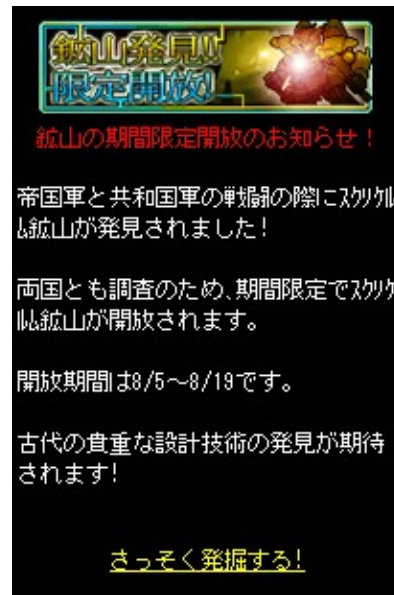 鉱山発見!!
限定開放!
鉱山の期間限定開放のお知らせ！
帝国軍と共和国軍の戦闘の際にｽｸﾘｹﾙ
ﾑ鉱山が発見されました!
両国とも調査のため､期間限定でｽｸﾘｹ
ﾙﾑ鉱山が開放されます。
開放期間は8/5～8/19です。
古代の貴重な設計技術の発見が期待
されます!
さっそく発掘する!